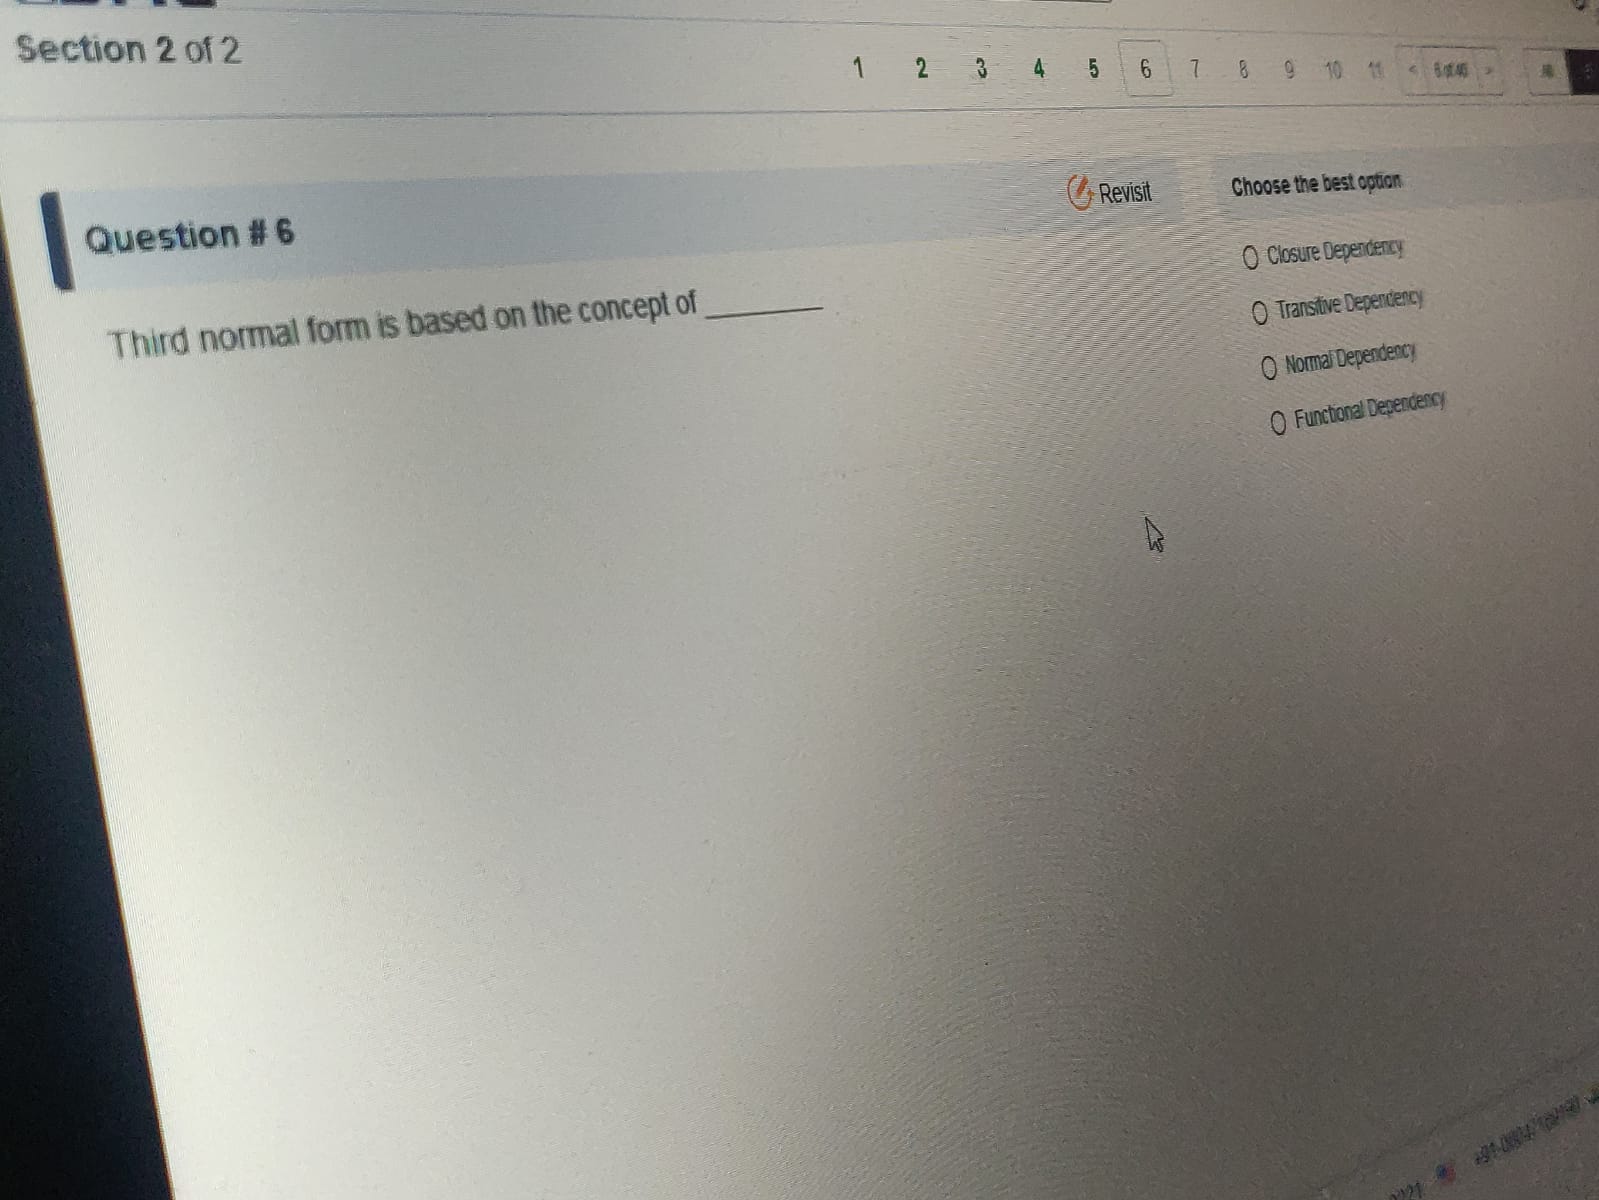 Section 2 of 2
1 2 3 4 5 6 7 8 9 10 11 < 6 of 40 >
Question # 6
Revisit
Third normal form is based on the concept of ________
Choose the best option
Closure Dependency
Transitive Dependency
Normal Dependency
Functional Dependency